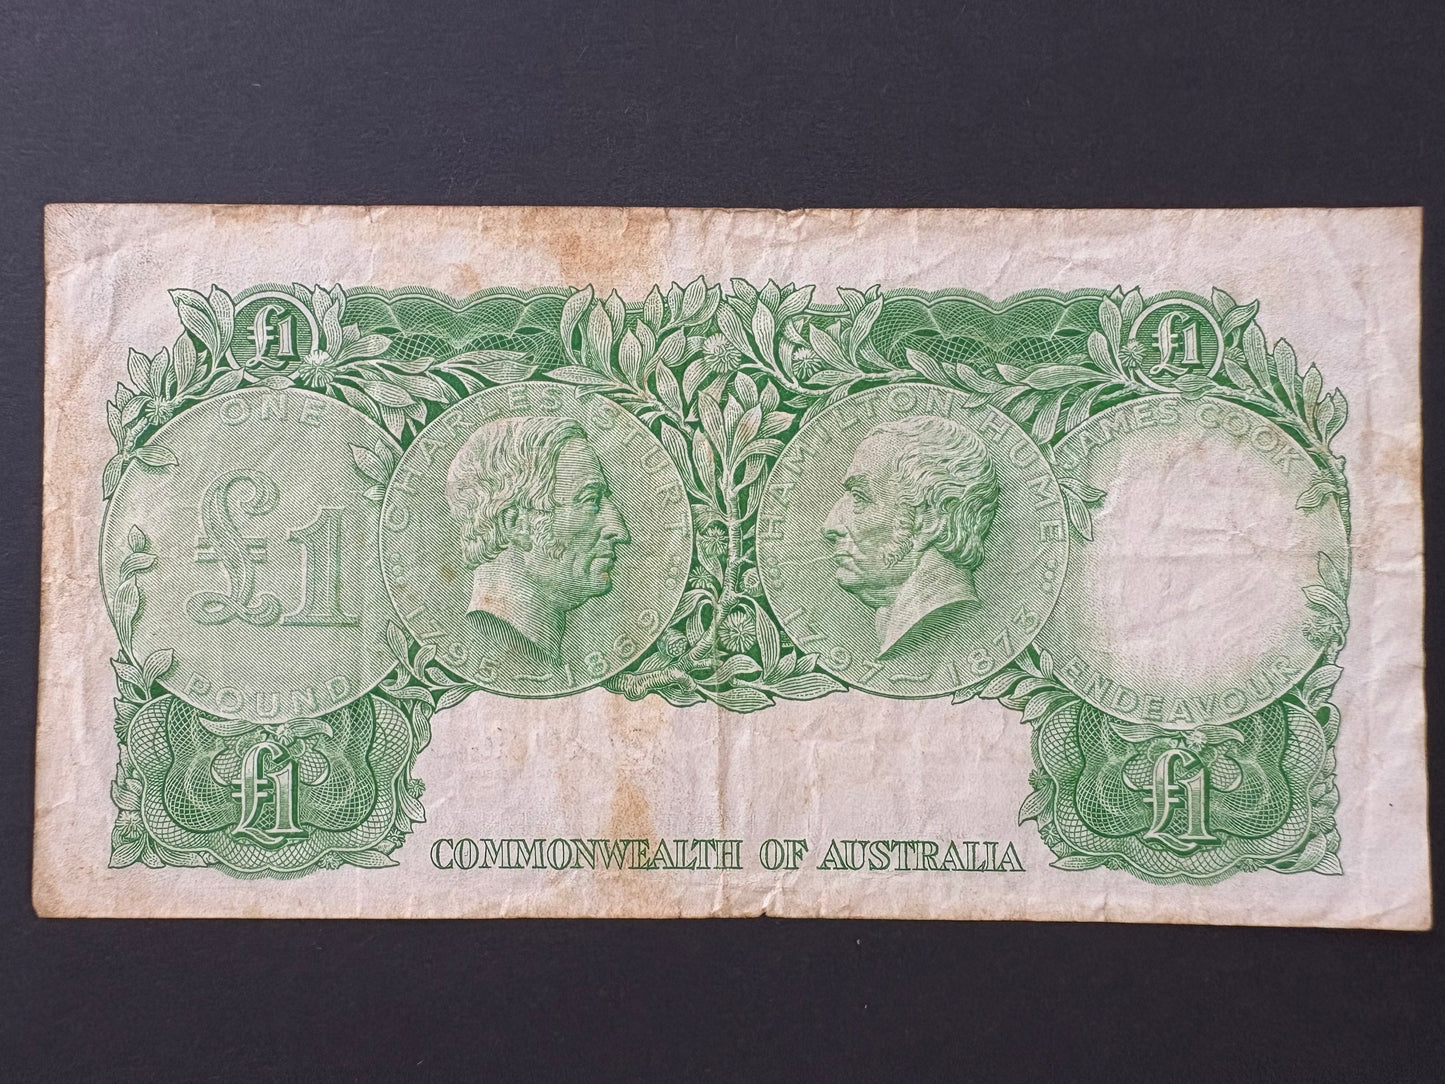 £1
£1
ONE
£1
POUND
CHARLES STURT
1795~1869
HAMILTON HUME
1797~1873
JAMES COOK
ENDEAVOUR
£1
£1
COMMONWEALTH OF AUSTRALIA